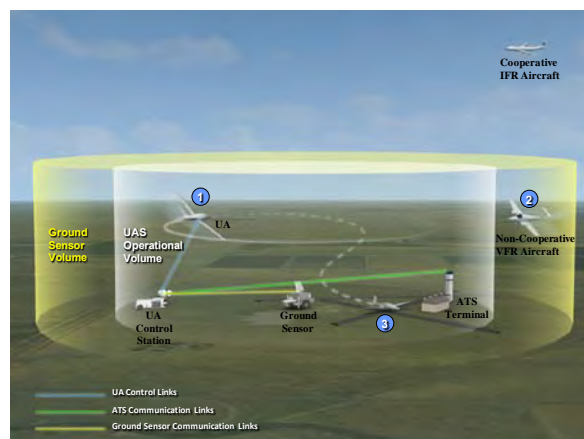 Cooperative
IFR Aircraft
1
2
UA
Ground
Sensor
Volume
UAS
Operational
Volume
Non-Cooperative
VFR Aircraft
UA
Control
Station
Ground
Sensor
3
ATS
Terminal
UA Control Links
ATS Communication Links
Ground Sensor Communication Links